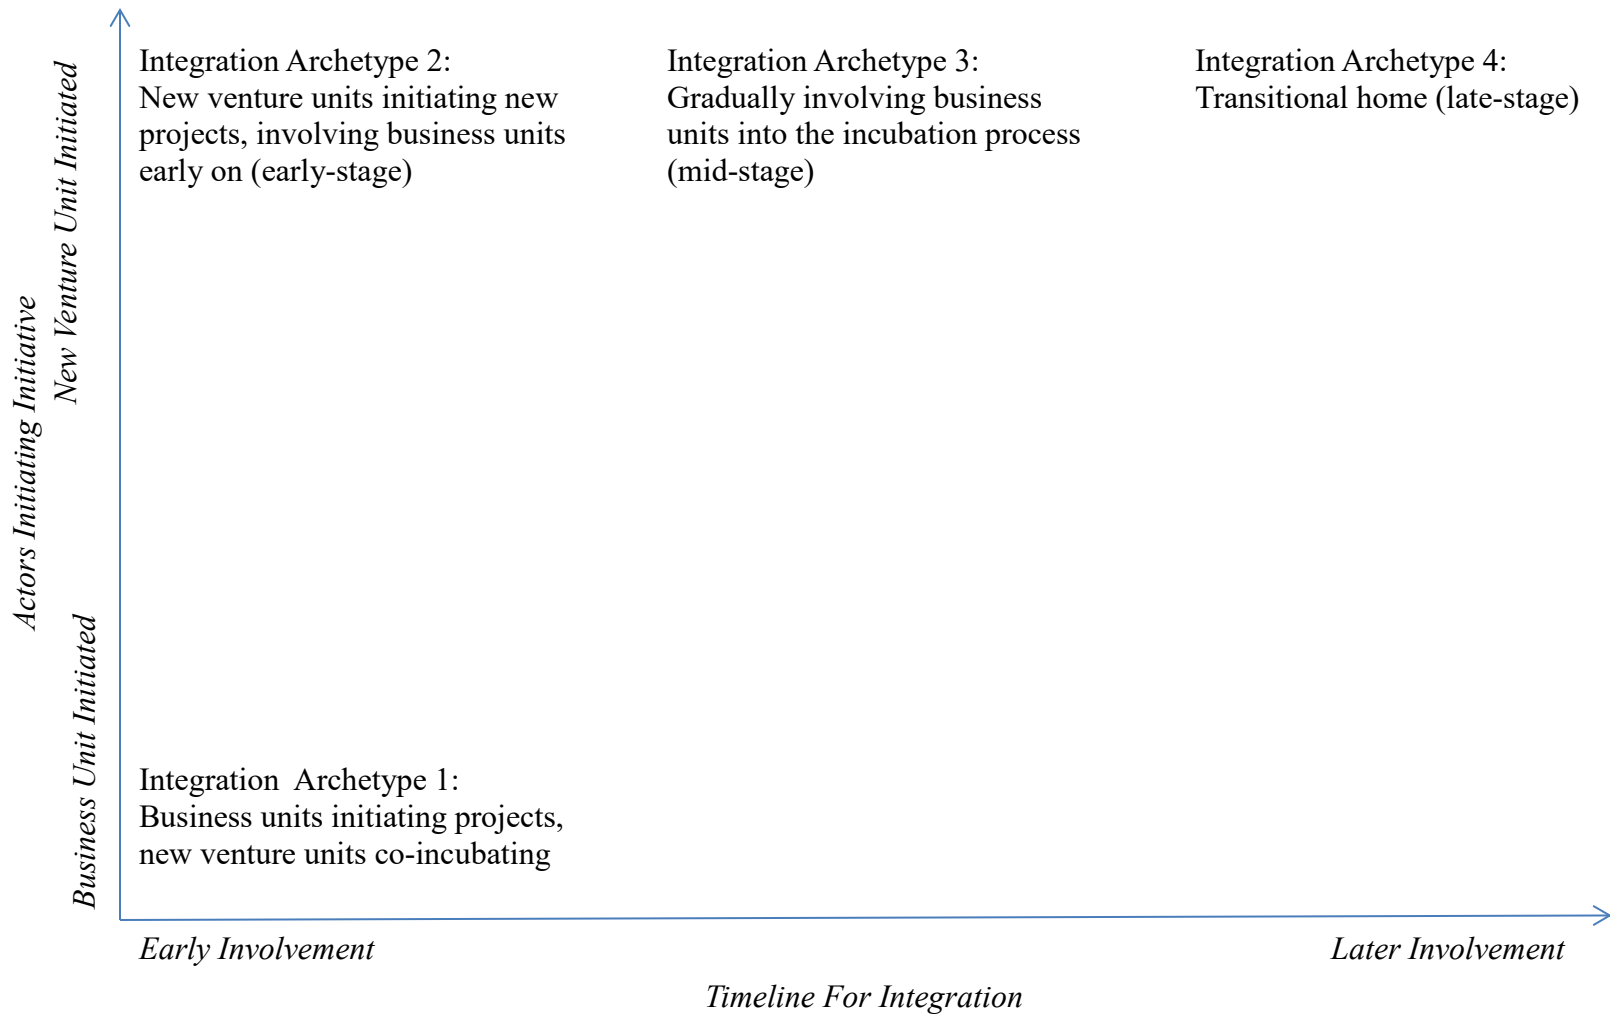 Integration Archetype 2:
New venture units initiating new
projects, involving business units
early on (early-stage)
Integration Archetype 3:
Gradually involving business
units into the incubation process
(mid-stage)
Integration Archetype 4:
Transitional home (late-stage)
Actors Initiating Initiative
New Venture Unit Initiated
Business Unit Initiated
Integration  Archetype 1:
Business units initiating projects,
new venture units co-incubating
Early Involvement
Later Involvement
Timeline For Integration